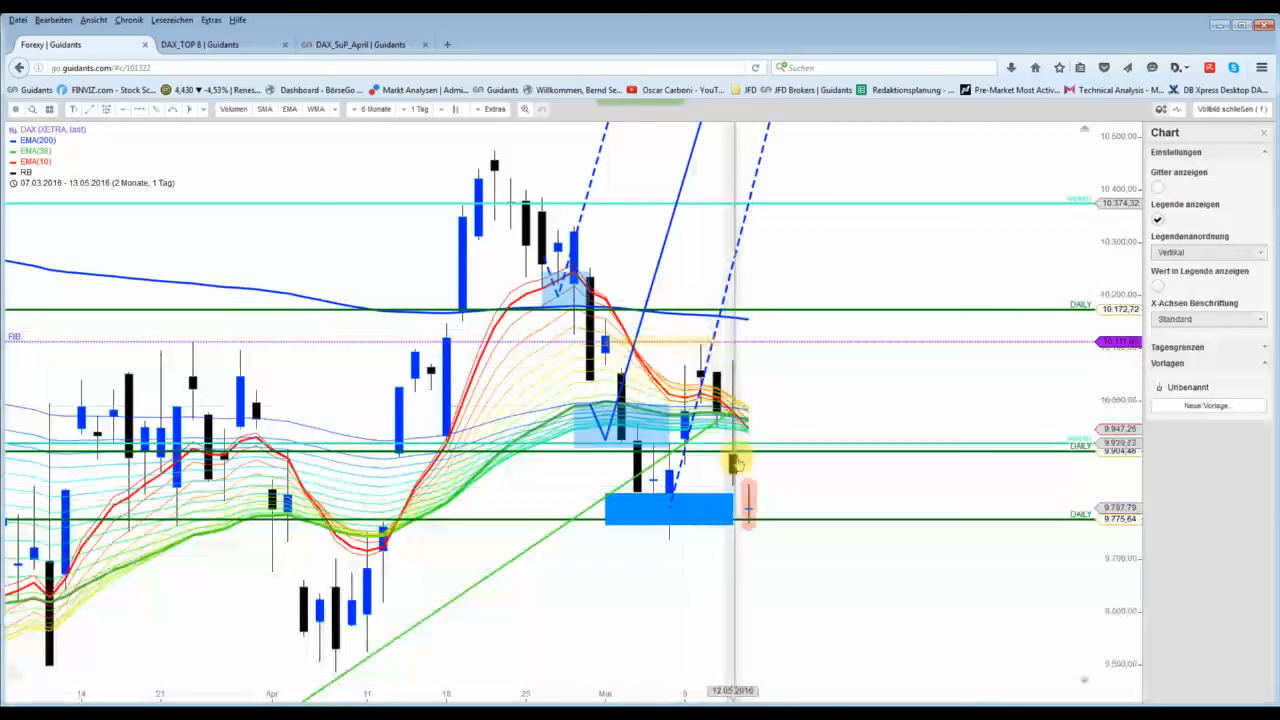 Datei Bearbeiten Ansicht Chronik Lesezeichen Extras Hilfe
Forexy | Guidants
DAX_TOP 8 | Guidants
DAX_SuP_April | Guidants
go.guidants.com/#c/101322
Suchen
Guidants FINVIZ.com - Stock Sc... 4,430 -4,53% | Renes... Dashboard - BörseGo ... Markt Analysen | Admi... Guidants Willkommen, Bernd Se... Oscar Carboni - YouT... JFD JFD Brokers | Guidants Redaktionsplanung - ... Pre-Market Most Activ... Technical Analysis - M... DB Xpress Desktop DA...
Volumen SMA EMA WMA 6 Monate 1 Tag Extras
Vollbild schließen ( f )
DAX (XETRA, last)
EMA(200)
EMA(38)
EMA(10)
RB
07.03.2016 - 13.05.2016 (2 Monate, 1 Tag)
10.500,00
10.400,00
10.374,32
10.300,00
10.200,00
DAILY
10.172,72
FIB
10.000,00
9.947,26
DAILY
9.904,46
9.797,79
DAILY
9.775,64
9.700,00
9.600,00
9.500,00
14 21 Apr 11 18 25 Mai 9 12.05.2016
Chart
Einstellungen
Gitter anzeigen
Legende anzeigen
Legendenanordnung
Vertikal
Wert in Legende anzeigen
X-Achsen Beschriftung
Standard
Tagesgrenzen
Vorlagen
Unbenannt
Neue Vorlage...